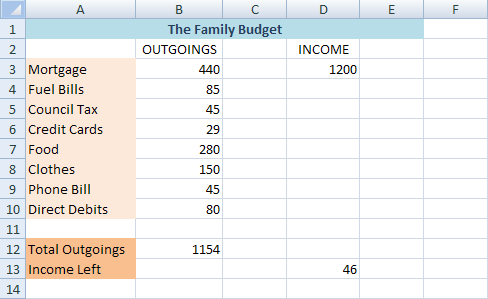 A B C D E F
1 The Family Budget
2 OUTGOINGS INCOME
3 Mortgage 440 1200
4 Fuel Bills 85
5 Council Tax 45
6 Credit Cards 29
7 Food 280
8 Clothes 150
9 Phone Bill 45
10 Direct Debits 80
11
12 Total Outgoings 1154
13 Income Left 46
14